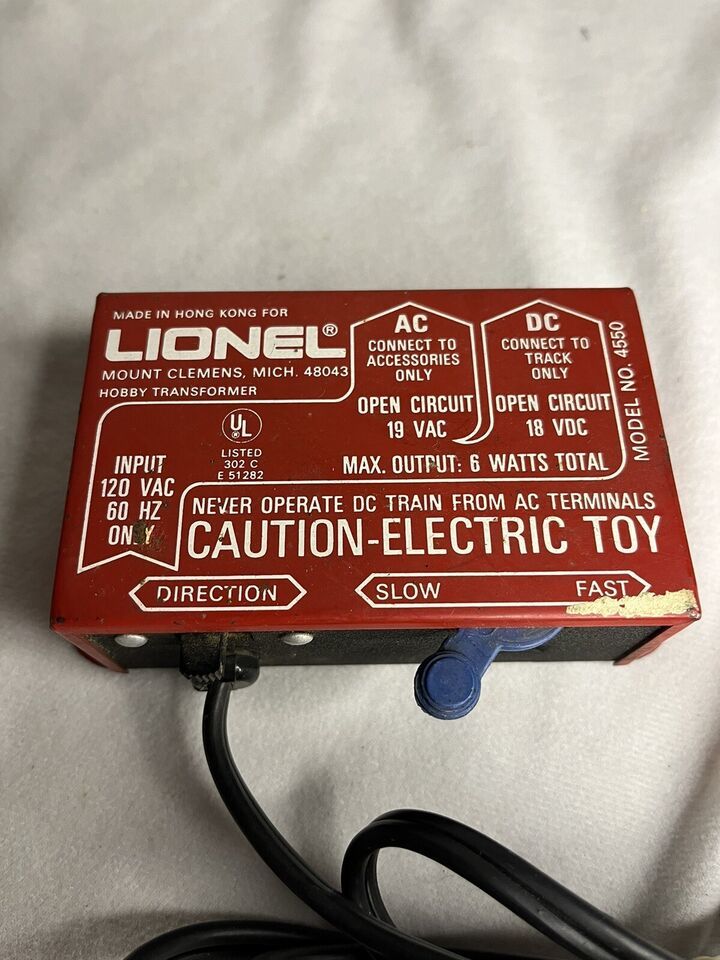 MADE IN HONG KONG FOR
LIONEL®
MOUNT CLEMENS, MICH. 48043
HOBBY TRANSFORMER
UL
LISTED
302 C
E 51282
INPUT
120 VAC
60 HZ
ONLY
AC
CONNECT TO
ACCESSORIES
ONLY
OPEN CIRCUIT
19 VAC
DC
CONNECT TO
TRACK
ONLY
OPEN CIRCUIT
18 VDC
MAX. OUTPUT: 6 WATTS TOTAL
MODEL NO. 4550
NEVER OPERATE DC TRAIN FROM AC TERMINALS
CAUTION-ELECTRIC TOY
DIRECTION
SLOW FAST